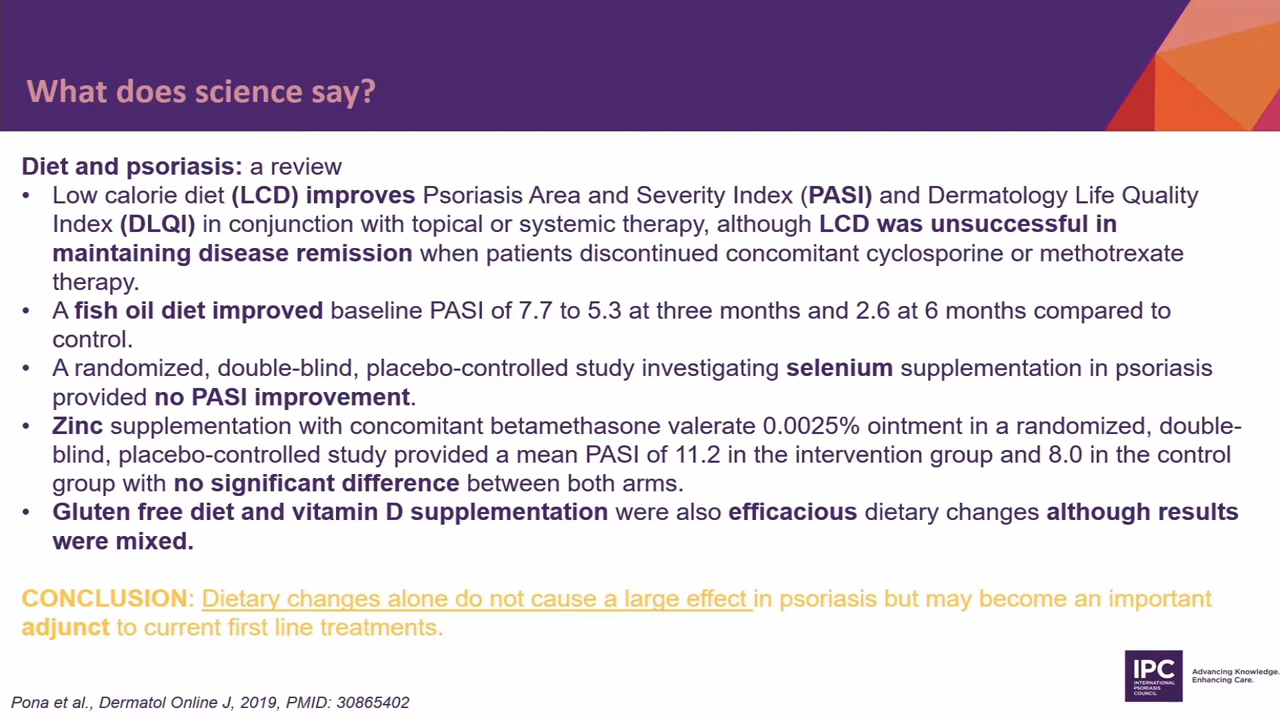 What does science say?
Diet and psoriasis: a review
• Low calorie diet (LCD) improves Psoriasis Area and Severity Index (PASI) and Dermatology Life Quality
Index (DLQI) in conjunction with topical or systemic therapy, although LCD was unsuccessful in
maintaining disease remission when patients discontinued concomitant cyclosporine or methotrexate
therapy.
• A fish oil diet improved baseline PASI of 7.7 to 5.3 at three months and 2.6 at 6 months compared to
control.
• A randomized, double-blind, placebo-controlled study investigating selenium supplementation in psoriasis
provided no PASI improvement.
• Zinc supplementation with concomitant betamethasone valerate 0.0025% ointment in a randomized, double-
blind, placebo-controlled study provided a mean PASI of 11.2 in the intervention group and 8.0 in the control
group with no significant difference between both arms.
• Gluten free diet and vitamin D supplementation were also efficacious dietary changes although results
were mixed.
CONCLUSION: Dietary changes alone do not cause a large effect in psoriasis but may become an important
adjunct to current first line treatments.
IPC
INTERNATIONAL
PSORIASIS
COUNCIL
Advancing Knowledge.
Enhancing Care.
Pona et al., Dermatol Online J, 2019, PMID: 30865402